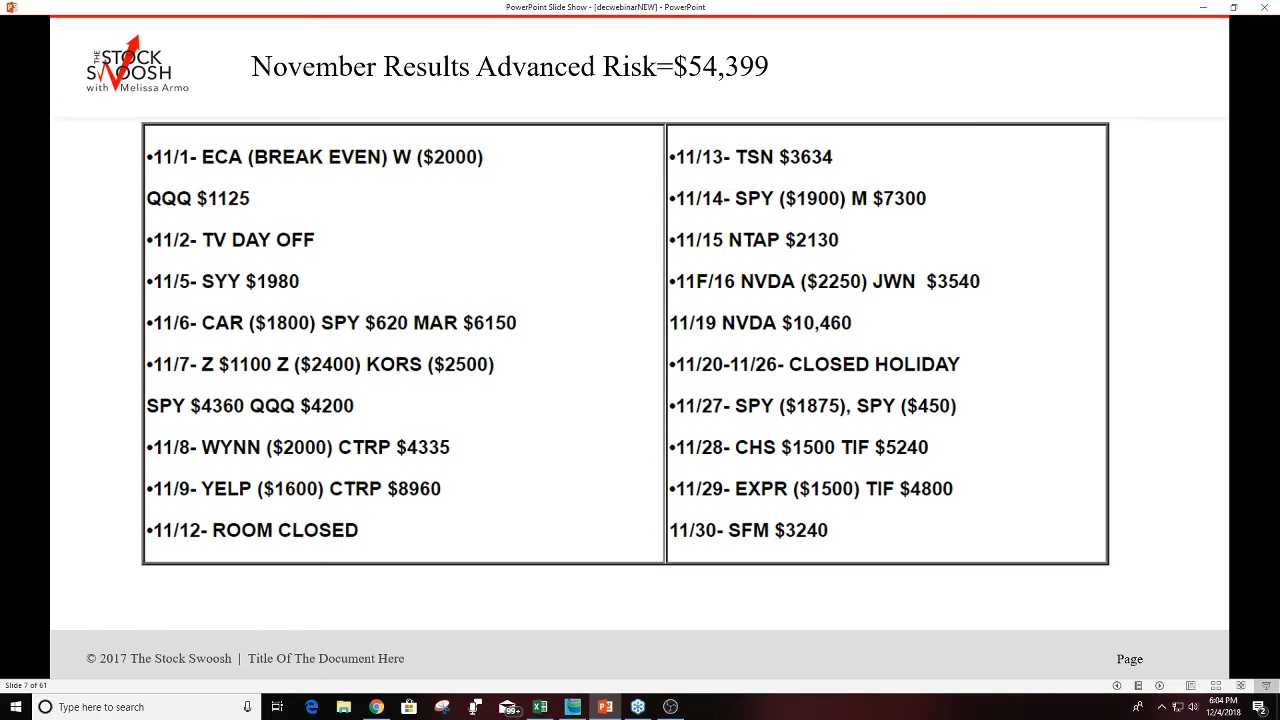 PowerPoint Slide Show - [decwebinarNEW] - PowerPoint
THE
STOCK
SWOOSH
with Melissa Armo
November Results Advanced Risk=$54,399
•11/1- ECA (BREAK EVEN) W ($2000)
QQQ $1125
•11/2- TV DAY OFF
•11/5- SYY $1980
•11/6- CAR ($1800) SPY $620 MAR $6150
•11/7- Z $1100 Z ($2400) KORS ($2500)
SPY $4360 QQQ $4200
•11/8- WYNN ($2000) CTRP $4335
•11/9- YELP ($1600) CTRP $8960
•11/12- ROOM CLOSED
•11/13- TSN $3634
•11/14- SPY ($1900) M $7300
•11/15 NTAP $2130
•11F/16 NVDA ($2250) JWN $3540
11/19 NVDA $10,460
•11/20-11/26- CLOSED HOLIDAY
•11/27- SPY ($1875), SPY ($450)
•11/28- CHS $1500 TIF $5240
•11/29- EXPR ($1500) TIF $4800
11/30- SFM $3240
© 2017 The Stock Swoosh | Title Of The Document Here
Page
Slide 7 of 61
Type here to search
99+
6:04 PM
12/4/2018
2